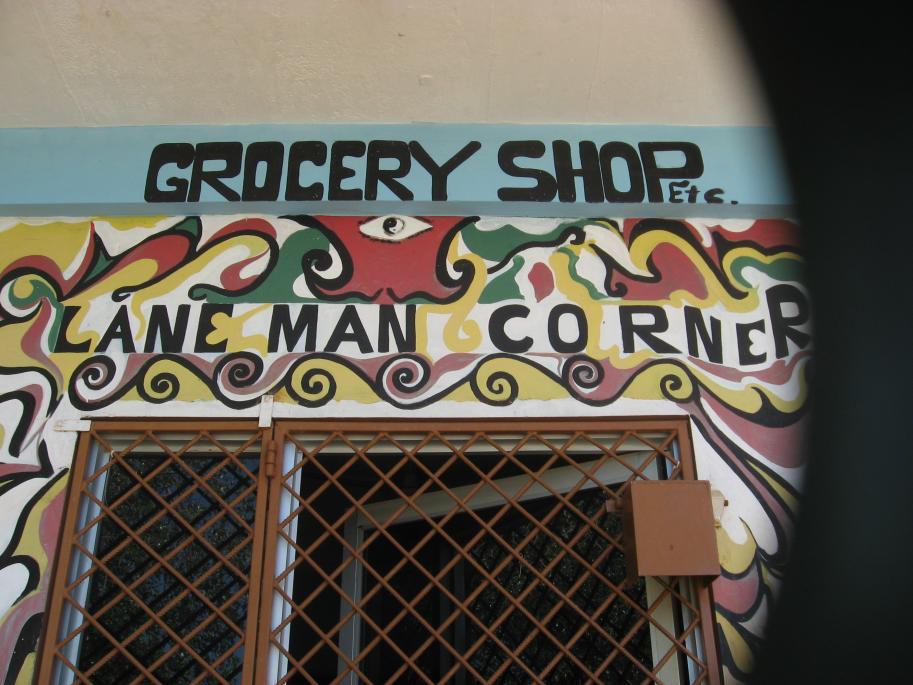 GROCERY SHOP Etc.
LANE MAN CORNER